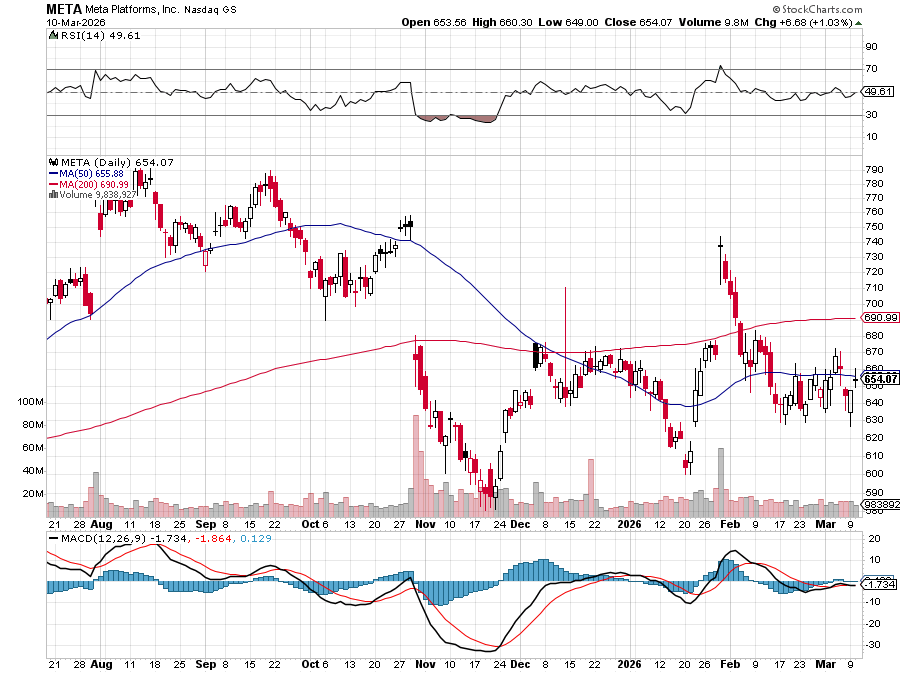 META Meta Platforms, Inc. Nasdaq GS
© StockCharts.com
10-Mar-2026
Open 653.56 High 660.30 Low 649.00 Close 654.07 Volume 9.8M Chg +6.68 (+1.03%)
RSI(14) 49.61
90
70
49.61
30
10
META (Daily) 654.07
MA(50) 655.88
MA(200) 690.99
Volume 9,838,927
790
780
770
760
750
740
730
720
710
700
690.99
680
670
660
654.07
640
630
620
610
600
590
580
983892
100M
80M
60M
40M
20M
21 28 Aug 11 18 25 Sep 8 15 22 Oct 6 13 20 27 Nov 10 17 24 Dec 8 15 22 2026 12 20 26 Feb 9 17 23 Mar 9
MACD(12,26,9) -1.734, -1.864, 0.129
20
10
-1.734
-10
-20
-30
21 28 Aug 11 18 25 Sep 8 15 22 Oct 6 13 20 27 Nov 10 17 24 Dec 8 15 22 2026 12 20 26 Feb 9 17 23 Mar 9